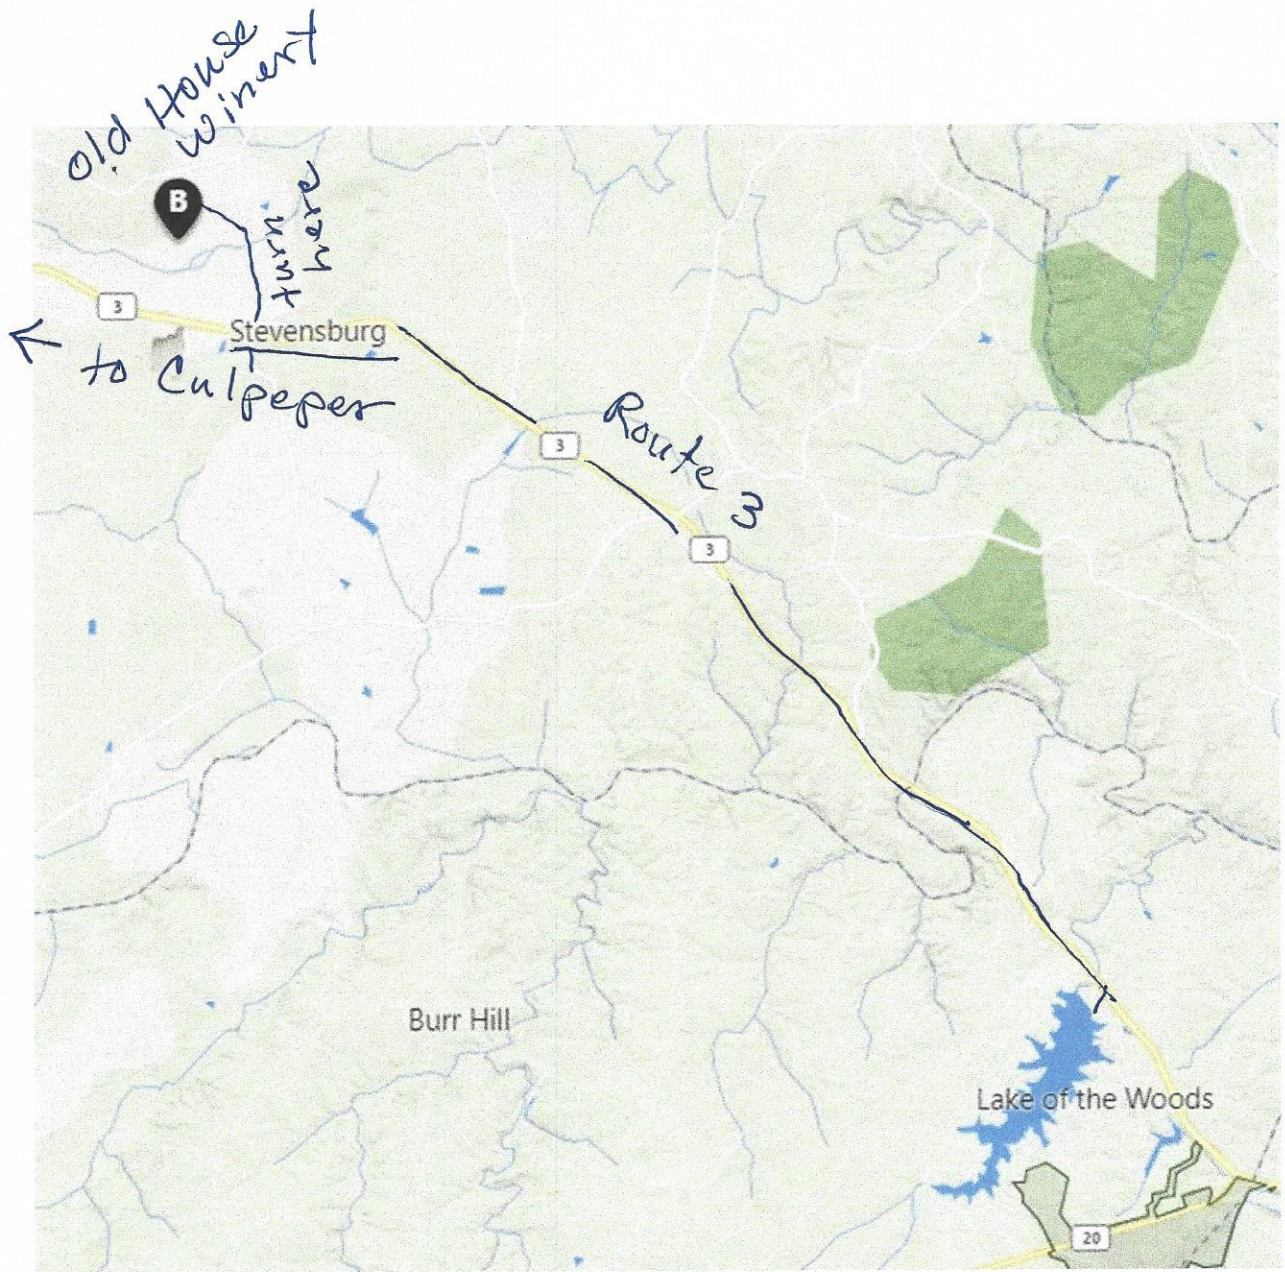 Old House
Winery
B
turn
here
3
Stevensburg
to Culpeper
Route 3
3
3
Burr Hill
Lake of the Woods
20